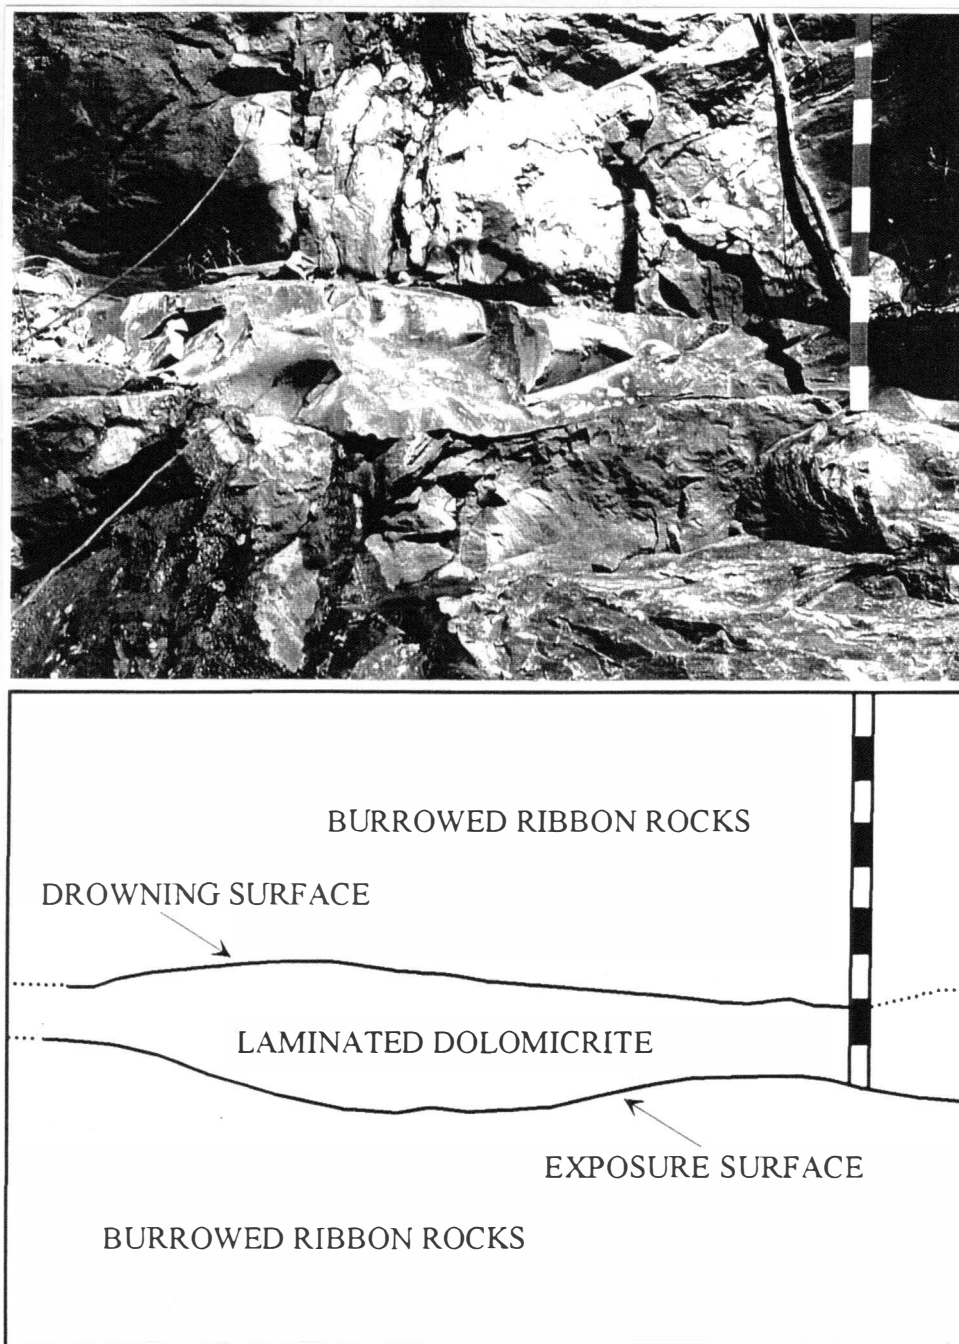 BURROWED RIBBON ROCKS
DROWNING SURFACE
LAMINATED DOLOMICRITE
EXPOSURE SURFACE
BURROWED RIBBON ROCKS